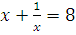 x + 1/x = 8